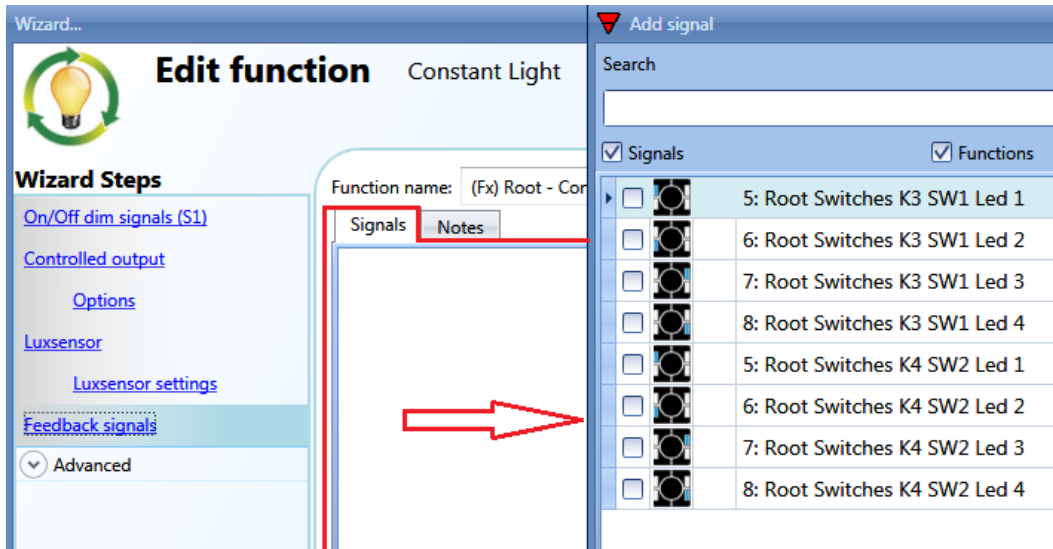 Wizard...
Edit function
Constant Light
Wizard Steps
On/Off dim signals (S1)
Controlled output
Options
Luxsensor
Luxsensor settings
Feedback signals
Advanced
Function name:
(Fx) Root - Con
Signals
Notes
Add signal
Search
Signals
Functions
5: Root Switches K3 SW1 Led 1
6: Root Switches K3 SW1 Led 2
7: Root Switches K3 SW1 Led 3
8: Root Switches K3 SW1 Led 4
5: Root Switches K4 SW2 Led 1
6: Root Switches K4 SW2 Led 2
7: Root Switches K4 SW2 Led 3
8: Root Switches K4 SW2 Led 4